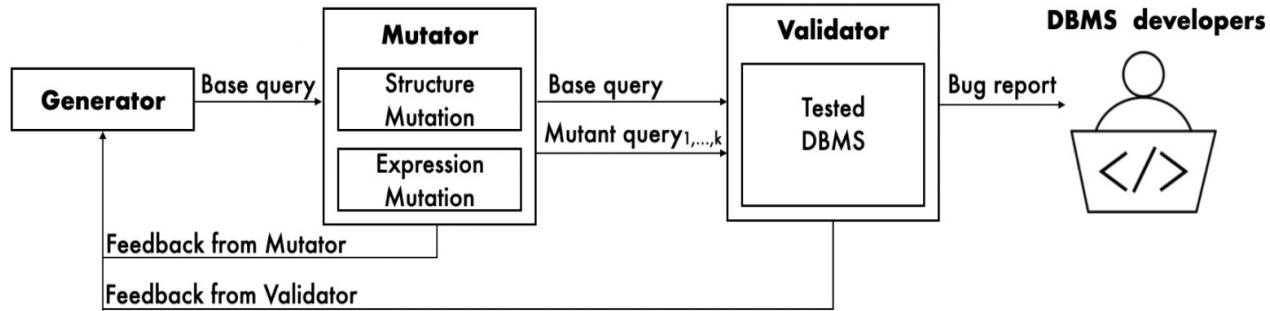 DBMS developers
Mutator
Validator
Generator
Base query
Structure
Mutation
Expression
Mutation
Base query
Mutant query1,...,k
Tested
DBMS
Bug report
</>
Feedback from Mutator
Feedback from Validator